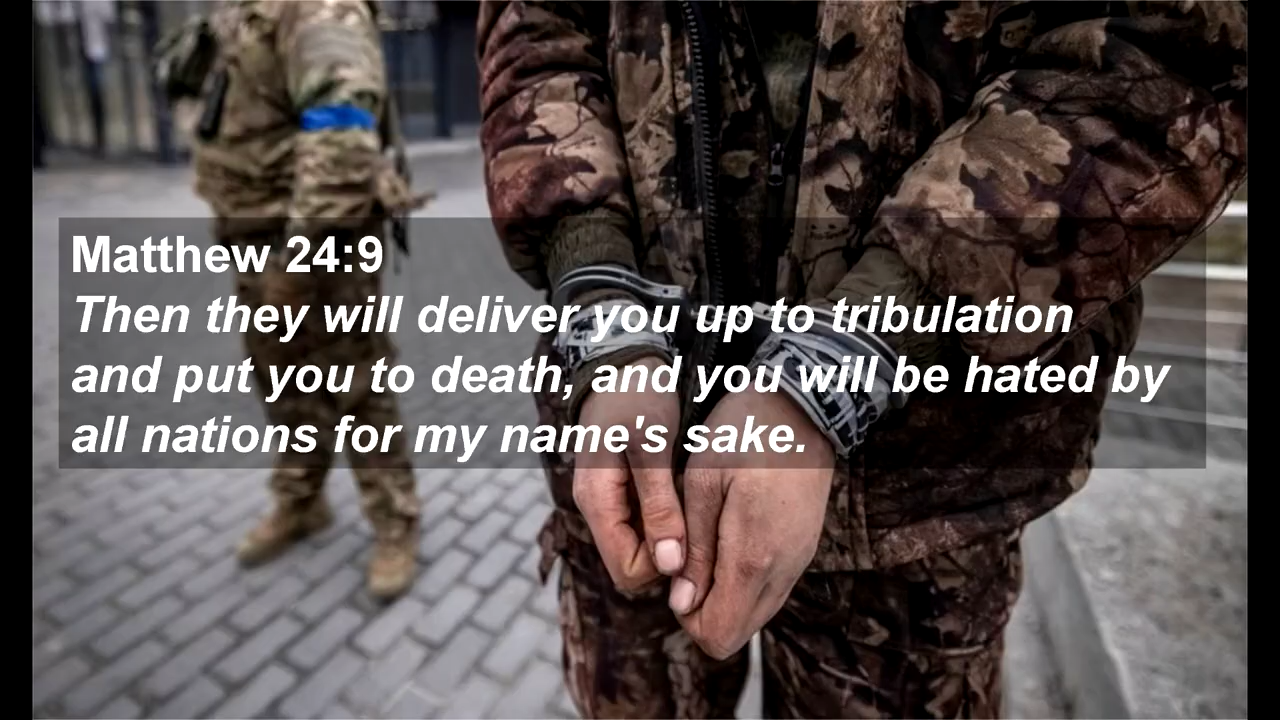 Matthew 24:9
Then they will deliver you up to tribulation
and put you to death, and you will be hated by
all nations for my name's sake.